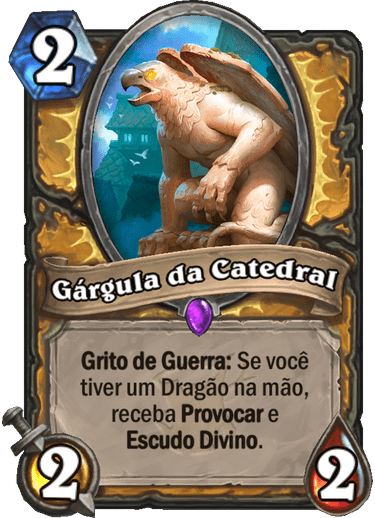 2
Gárgula da Catedral
Grito de Guerra: Se você
tiver um Dragão na mão,
receba Provocar e
Escudo Divino.
2
2